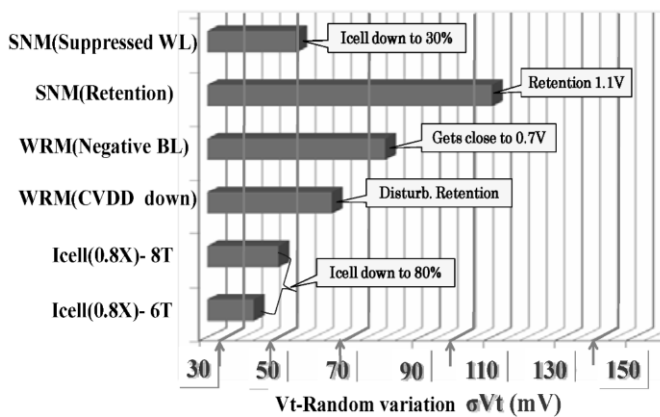 SNM(Suppressed WL)
Icell down to 30%
SNM(Retention)
Retention 1.1V
WRM(Negative BL)
Gets close to 0.7V
WRM(CVDD down)
Disturb. Retention
Icell(0.8X)- 8T
Icell down to 80%
Icell(0.8X)- 6T
30 50 70 90 110 130 150
Vt-Random variation σVt (mV)